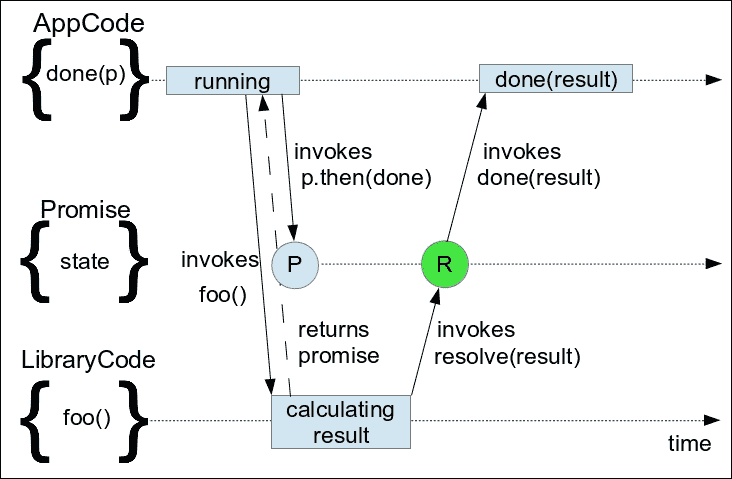 AppCode
{ done(p) }
running
done(result)
invokes
p.then(done)
invokes
done(result)
Promise
{ state }
invokes
foo()
P
R
returns
promise
invokes
resolve(result)
LibraryCode
{ foo() }
calculating
result
time